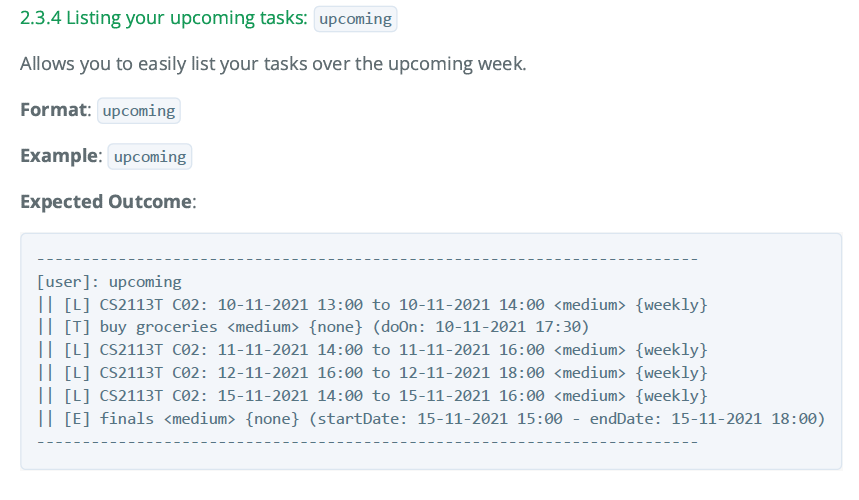 2.3.4 Listing your upcoming tasks: upcoming
Allows you to easily list your tasks over the upcoming week.
Format: upcoming
Example: upcoming
Expected Outcome:
-------------------------------------------------------------------------
[user]: upcoming
|| [L] CS2113T C02: 10-11-2021 13:00 to 10-11-2021 14:00 <medium> {weekly}
|| [T] buy groceries <medium> {none} (doOn: 10-11-2021 17:30)
|| [L] CS2113T C02: 11-11-2021 14:00 to 11-11-2021 16:00 <medium> {weekly}
|| [L] CS2113T C02: 12-11-2021 16:00 to 12-11-2021 18:00 <medium> {weekly}
|| [L] CS2113T C02: 15-11-2021 14:00 to 15-11-2021 16:00 <medium> {weekly}
|| [E] finals <medium> {none} (startDate: 15-11-2021 15:00 - endDate: 15-11-2021 18:00)
-------------------------------------------------------------------------